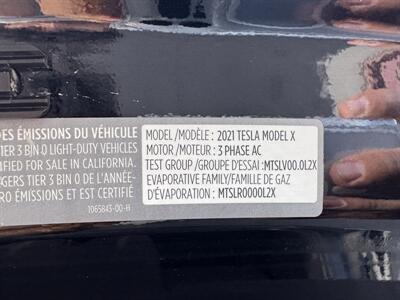 DES ÉMISSIONS DU VÉHICULE
TIER 3 BIN 0 LIGHT-DUTY VEHICLES
IFIED FOR SALE IN CALIFORNIA.
GERS TIER 3 BIN 0 DE L'ANNÉE-
RO ÉMISSIONS ET EST CERTIFIÉ
1065843-00-H
MODEL/MODÈLE: 2021 TESLA MODEL X
MOTOR/MOTEUR: 3 PHASE AC
TEST GROUP/GROUPE D'ESSAI: MTSLV00.0L2X
EVAPORATIVE FAMILY/FAMILLE DE GAZ
D'ÉVAPORATION: MTSLR0000L2X